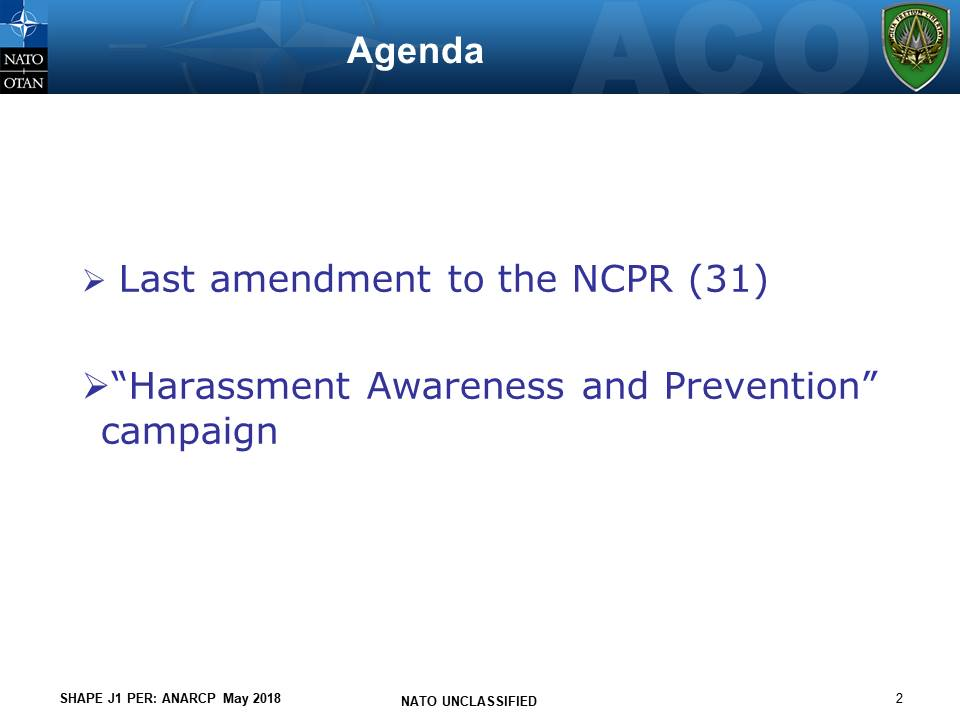 NATO
OTAN
Agenda
ACO
➢ Last amendment to the NCPR (31)
➢“Harassment Awareness and Prevention”
campaign
SHAPE J1 PER: ANARCP May 2018
NATO UNCLASSIFIED
2